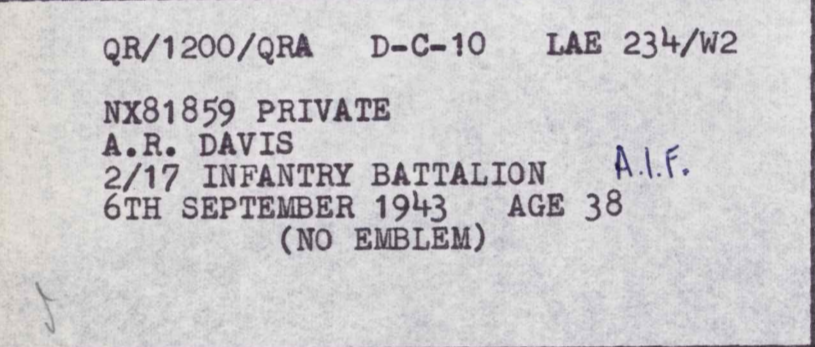 QR/1200/QRA D-C-10 LAE 234/W2
NX81859 PRIVATE
A.R. DAVIS
2/17 INFANTRY BATTALION A.I.F.
6TH SEPTEMBER 1943 AGE 38
(NO EMBLEM)